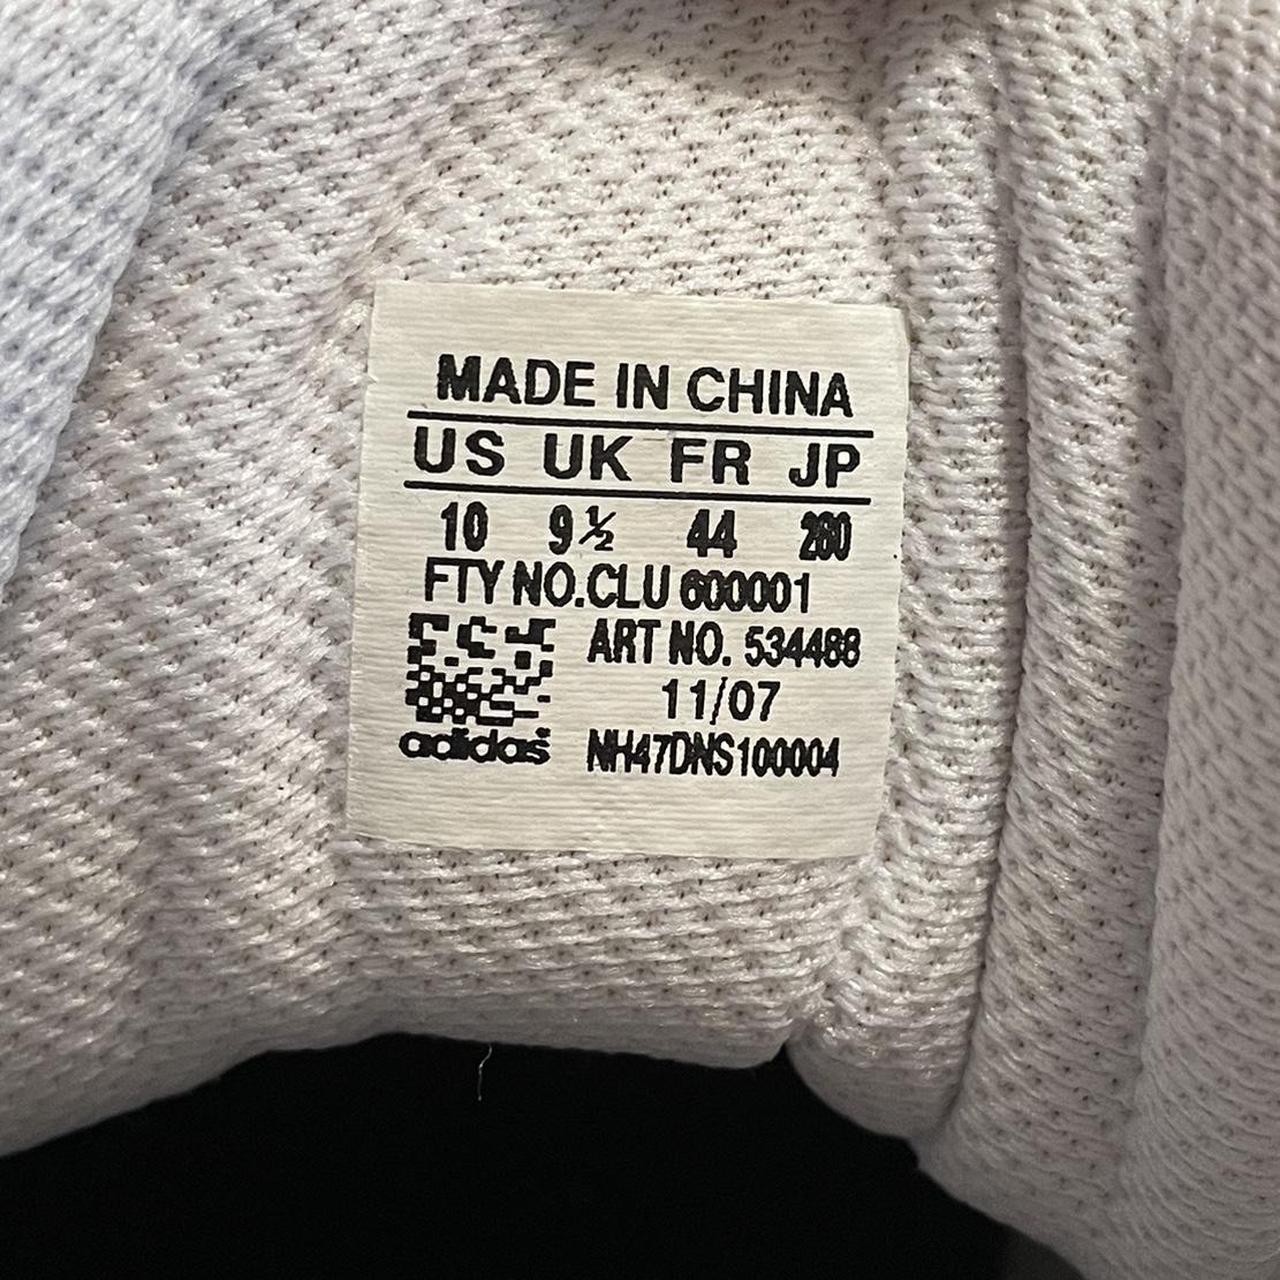 MADE IN CHINA
US UK FR JP
10 9½ 44 280
FTY NO.CLU 600001
ART NO. 534488
11/07
adidas NH47DNS100004